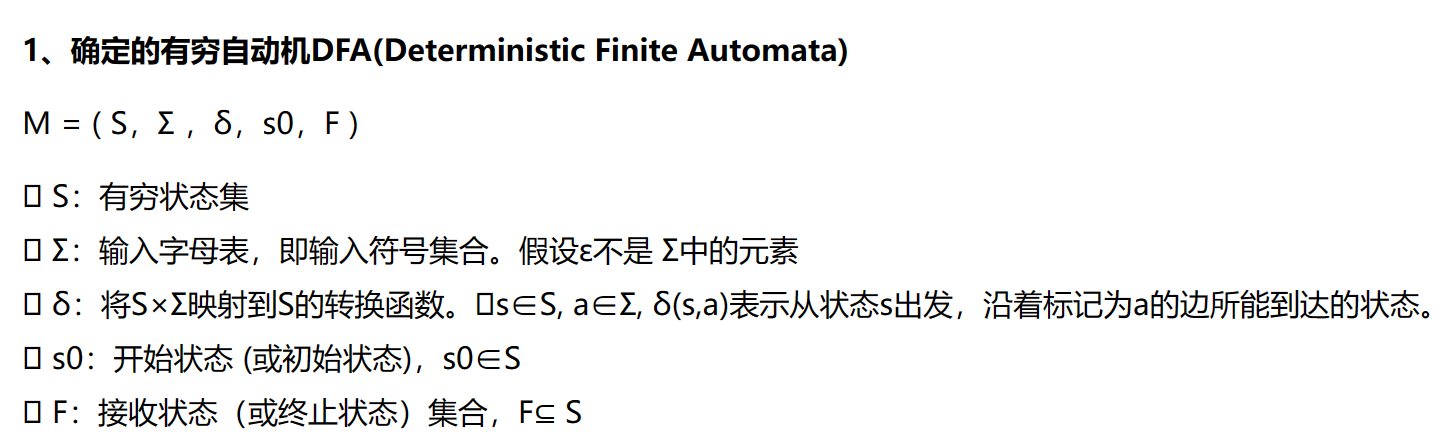 1、确定的有穷自动机DFA(Deterministic Finite Automata)
M = ( S，Σ ，δ，s0，F )
▯ S：有穷状态集
▯ Σ：输入字母表，即输入符号集合。假设ε不是 Σ中的元素
▯ δ：将S×Σ映射到S的转换函数。▯s∈S, a∈Σ, δ(s,a)表示从状态s出发，沿着标记为a的边所能到达的状态。
▯ s0：开始状态 (或初始状态)，s0∈S
▯ F：接收状态（或终止状态）集合，F⊆ S